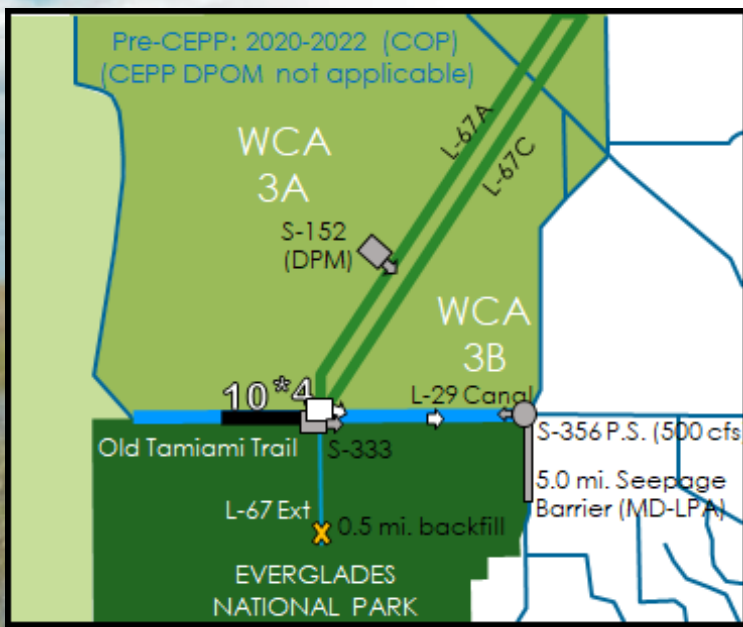 Pre-CEPP: 2020-2022 (COP)
(CEPP DPOM not applicable)
WCA
3A
L-67A
L-67C
S-152
(DPM)
WCA
3B
10*4
L-29 Canal
Old Tamiami Trail
S-333
S-356 P.S. (500 cfs
5.0 mi. Seepage
Barrier (MD-LPA)
L-67 Ext
0.5 mi. backfill
EVERGLADES
NATIONAL PARK